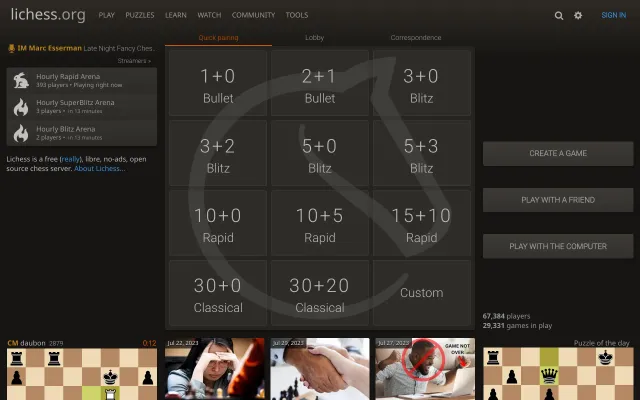 lichess.org PLAY PUZZLES LEARN WATCH COMMUNITY TOOLS SIGN IN
Quick pairing Lobby Correspondence
IM Marc Esserman Late Night Fancy Ches.
Streamers »
Hourly Rapid Arena
393 players • Playing right now
Hourly SuperBlitz Arena
3 players • in 13 minutes
Hourly Blitz Arena
2 players • in 13 minutes
Lichess is a free (really), libre, no-ads, open
source chess server. About Lichess...
1+0
Bullet
2+1
Bullet
3+0
Blitz
3+2
Blitz
5+0
Blitz
5+3
Blitz
10+0
Rapid
10+5
Rapid
15+10
Rapid
30+0
Classical
30+20
Classical
Custom
CREATE A GAME
PLAY WITH A FRIEND
PLAY WITH THE COMPUTER
67,384 players
29,331 games in play
CM daubon 2879 0:12
Jul 22, 2023
Jul 25, 2023
Jul 27, 2023
GAME NOT
OVER
Puzzle of the day